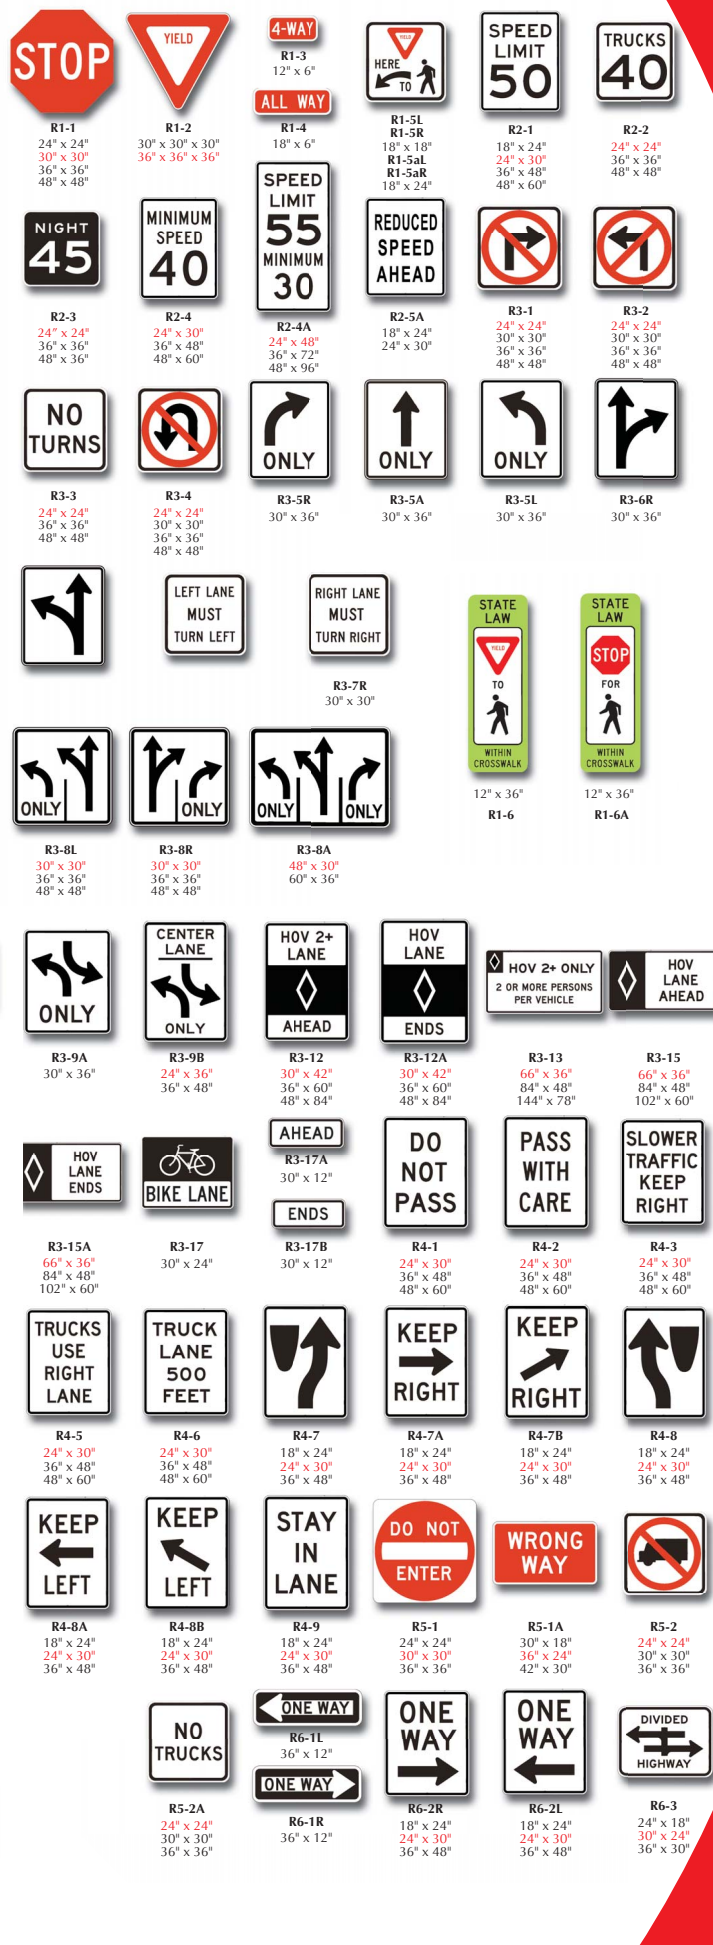 STOP
R1-1
24" x 24"
30" x 30"
36" x 36"
48" x 48"
YIELD
R1-2
30" x 30" x 30"
36" x 36" x 36"
4-WAY
R1-3
12" x 6"
ALL WAY
R1-4
18" x 6"
YIELD
HERE
TO
R1-5L
R1-5R
18" x 18"
R1-5aL
R1-5aR
18" x 24"
SPEED
LIMIT
50
R2-1
18" x 24"
24" x 30"
36" x 48"
48" x 60"
TRUCKS
40
R2-2
24" x 24"
36" x 36"
48" x 48"
NIGHT
45
R2-3
24" x 24"
36" x 36"
48" x 36"
MINIMUM
SPEED
40
R2-4
24" x 30"
36" x 48"
48" x 60"
SPEED
LIMIT
55
MINIMUM
30
R2-4A
24" x 48"
36" x 72"
48" x 96"
REDUCED
SPEED
AHEAD
R2-5A
18" x 24"
24" x 30"
R3-1
24" x 24"
30" x 30"
36" x 36"
48" x 48"
R3-2
24" x 24"
30" x 30"
36" x 36"
48" x 48"
NO
TURNS
R3-3
24" x 24"
36" x 36"
48" x 48"
R3-4
24" x 24"
30" x 30"
36" x 36"
48" x 48"
ONLY
R3-5R
30" x 36"
ONLY
R3-5A
30" x 36"
ONLY
R3-5L
30" x 36"
R3-6R
30" x 36"
LEFT LANE
MUST
TURN LEFT
RIGHT LANE
MUST
TURN RIGHT
R3-7R
30" x 30"
STATE
LAW
YIELD
TO
WITHIN
CROSSWALK
12" x 36"
R1-6
STATE
LAW
STOP
FOR
WITHIN
CROSSWALK
12" x 36"
R1-6A
ONLY
R3-8L
30" x 30"
36" x 36"
48" x 48"
ONLY
R3-8R
30" x 30"
36" x 36"
48" x 48"
ONLY ONLY
R3-8A
48" x 30"
60" x 36"
ONLY
R3-9A
30" x 36"
CENTER
LANE
ONLY
R3-9B
24" x 36"
36" x 48"
HOV 2+
LANE
AHEAD
R3-12
30" x 42"
36" x 60"
48" x 84"
HOV
LANE
ENDS
R3-12A
30" x 42"
36" x 60"
48" x 84"
HOV 2+ ONLY
2 OR MORE PERSONS
PER VEHICLE
R3-13
66" x 36"
84" x 48"
144" x 78"
HOV
LANE
AHEAD
R3-15
66" x 36"
84" x 48"
102" x 60"
HOV
LANE
ENDS
R3-15A
66" x 36"
84" x 48"
102" x 60"
BIKE LANE
R3-17
30" x 24"
AHEAD
R3-17A
30" x 12"
ENDS
R3-17B
30" x 12"
DO
NOT
PASS
R4-1
24" x 30"
36" x 48"
48" x 60"
PASS
WITH
CARE
R4-2
24" x 30"
36" x 48"
48" x 60"
SLOWER
TRAFFIC
KEEP
RIGHT
R4-3
24" x 30"
36" x 48"
48" x 60"
TRUCKS
USE
RIGHT
LANE
R4-5
24" x 30"
36" x 48"
48" x 60"
TRUCK
LANE
500
FEET
R4-6
24" x 30"
36" x 48"
48" x 60"
R4-7
18" x 24"
24" x 30"
36" x 48"
KEEP
RIGHT
R4-7A
18" x 24"
24" x 30"
36" x 48"
KEEP
RIGHT
R4-7B
18" x 24"
24" x 30"
36" x 48"
R4-8
18" x 24"
24" x 30"
36" x 48"
KEEP
LEFT
R4-8A
18" x 24"
24" x 30"
36" x 48"
KEEP
LEFT
R4-8B
18" x 24"
24" x 30"
36" x 48"
STAY
IN
LANE
R4-9
18" x 24"
24" x 30"
36" x 48"
DO NOT
ENTER
R5-1
24" x 24"
30" x 30"
36" x 36"
WRONG
WAY
R5-1A
30" x 18"
36" x 24"
42" x 30"
R5-2
24" x 24"
30" x 30"
36" x 36"
NO
TRUCKS
R5-2A
24" x 24"
30" x 30"
36" x 36"
ONE WAY
R6-1L
36" x 12"
ONE WAY
R6-1R
36" x 12"
ONE
WAY
R6-2R
18" x 24"
24" x 30"
36" x 48"
ONE
WAY
R6-2L
18" x 24"
24" x 30"
36" x 48"
DIVIDED
HIGHWAY
R6-3
24" x 18"
30" x 24"
36" x 30"